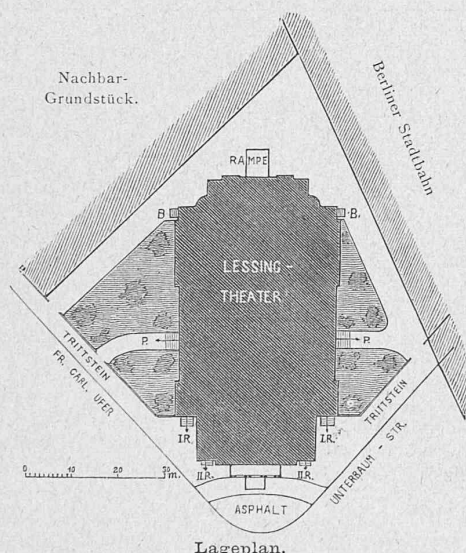 Nachbar-
Grundstück.
Berliner Stadtbahn
RAMPE
B.
B.
LESSING -
THEATER
P.
P.
TRITTSTEIN
FR. CARL. UFER
TRITTSTEIN
UNTERBAUM - STR.
I.R.
I.R.
II.R.
II.R.
0 10 20 30 m.
ASPHALT
Lageplan.